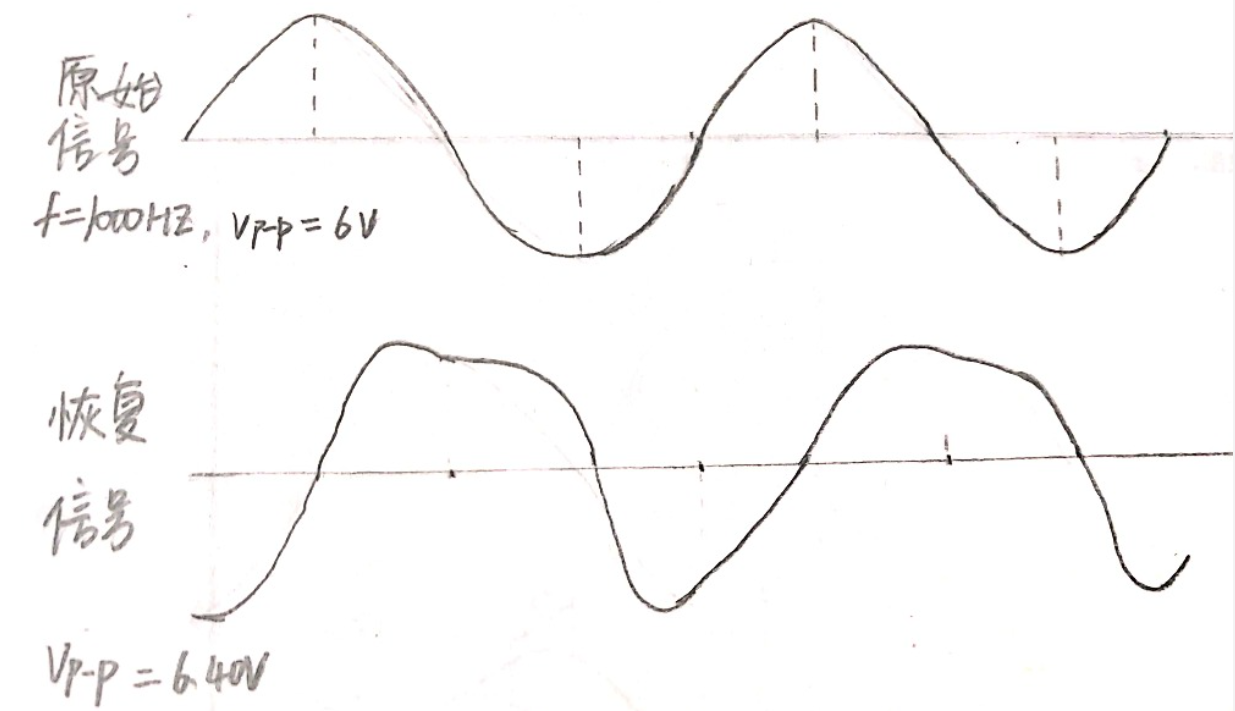 原始
信号
f=1000HZ, VP-P=6V
恢复
信号
VP-P=6.40V